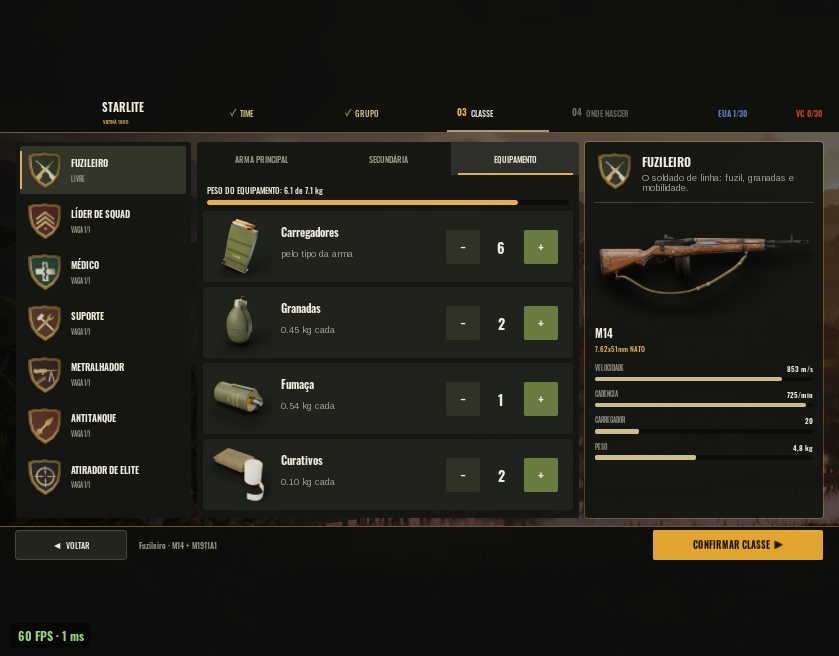 STARLITE
VIETNÃ 1965
✓ TIME
✓ GRUPO
03 CLASSE
04 ONDE NASCER
EUA 1/30
VC 0/30
FUZILEIRO
LIVRE
LÍDER DE SQUAD
VAGA 1/1
MÉDICO
VAGA 1/1
SUPORTE
VAGA 1/1
METRALHADOR
VAGA 1/1
ANTITANQUE
VAGA 1/1
ATIRADOR DE ELITE
VAGA 1/1
ARMA PRINCIPAL
SECUNDÁRIA
EQUIPAMENTO
PESO DO EQUIPAMENTO: 6.1 de 7.1 kg
Carregadores
pelo tipo da arma
- 6 +
Granadas
0.45 kg cada
- 2 +
Fumaça
0.54 kg cada
- 1 +
Curativos
0.10 kg cada
- 2 +
FUZILEIRO
O soldado de linha: fuzil, granadas e
mobilidade.
M14
7.62x51mm NATO
VELOCIDADE 853 m/s
CADENCIA 725/min
CARREGADOR 20
PESO 4,8 kg
◄ VOLTAR
Fuzileiro · M14 + M1911A1
CONFIRMAR CLASSE ►
60 FPS · 1 ms